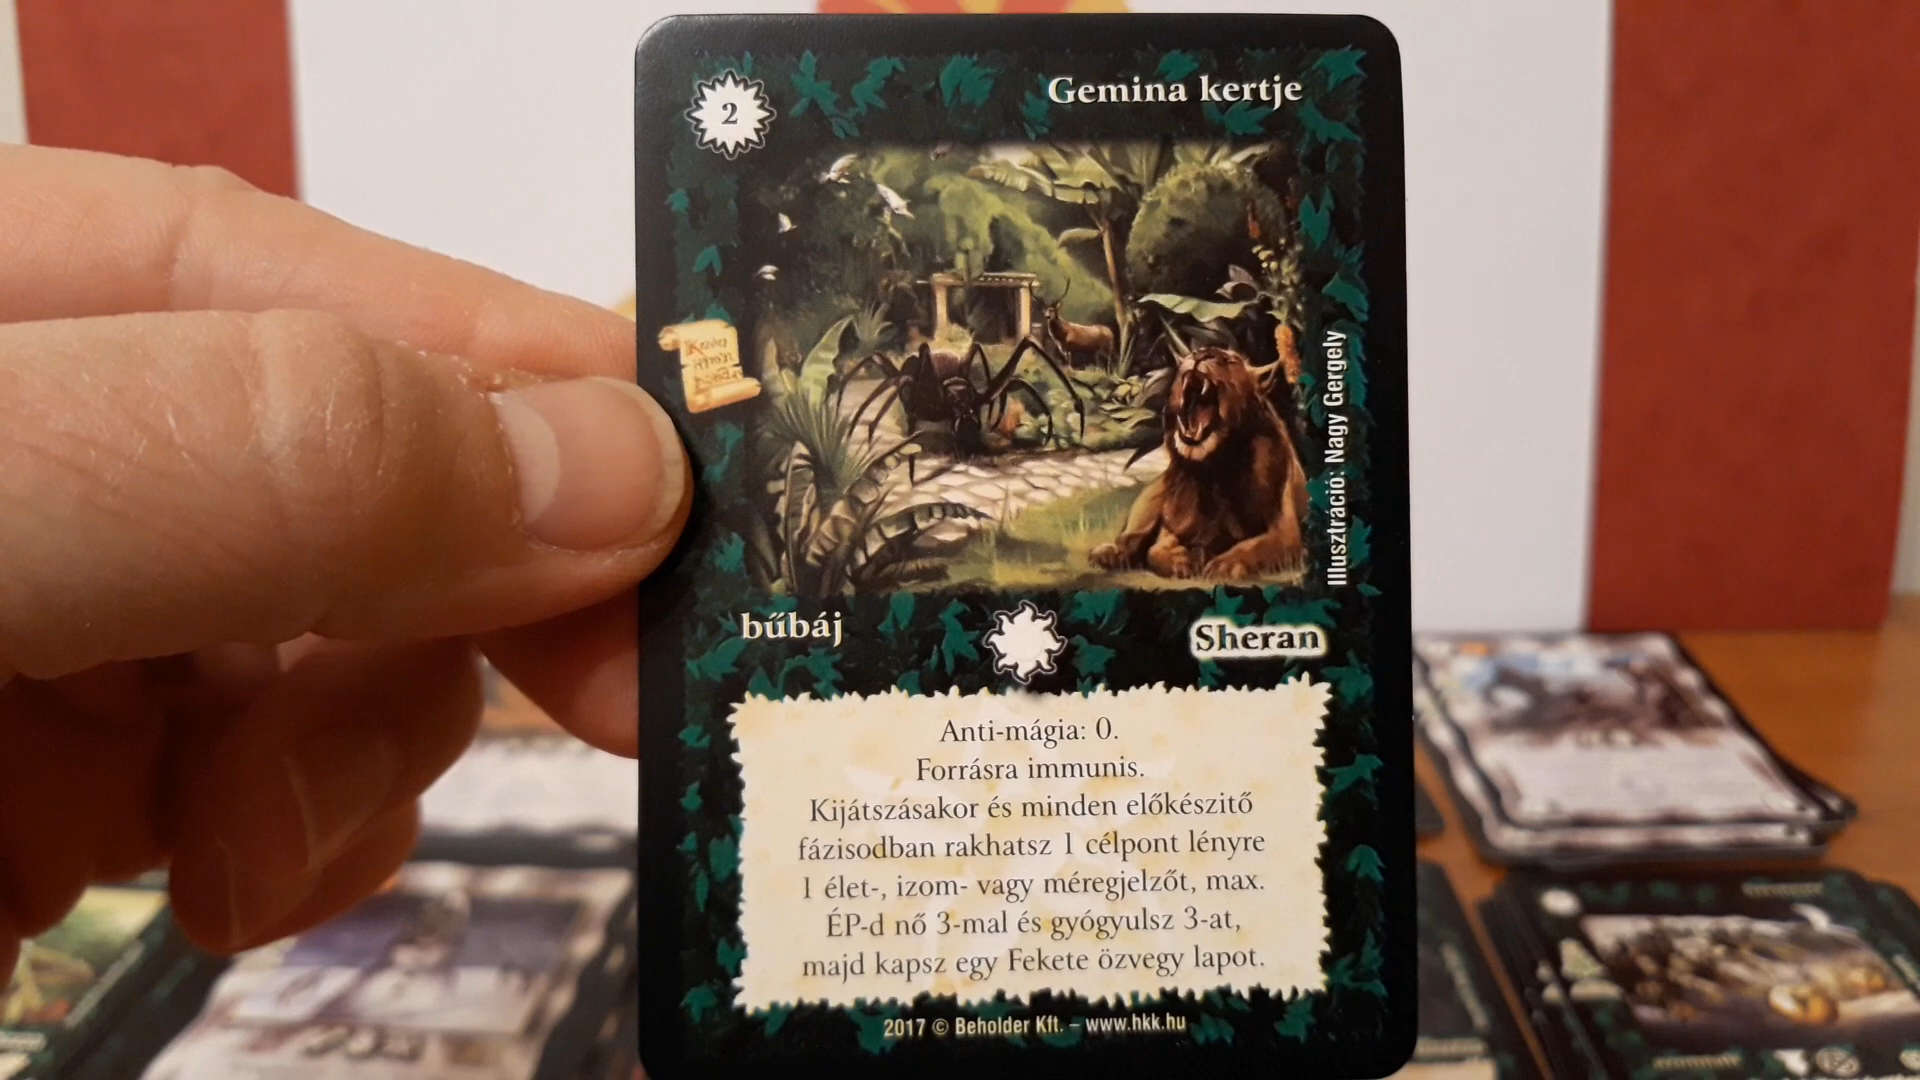 2
Gemina kertje
Illusztráció: Nagy Gergely
bűbáj
Sheran
Anti-mágia: 0.
Forrásra immunis.
Kijátszásakor és minden előkészitő
fázisodban rakhatsz 1 célpont lényre
1 élet-, izom- vagy méregjelzőt, max.
ÉP-d nő 3-mal és gyógyulsz 3-at,
majd kapsz egy Fekete özvegy lapot.
2017 © Beholder Kft. – www.hkk.hu